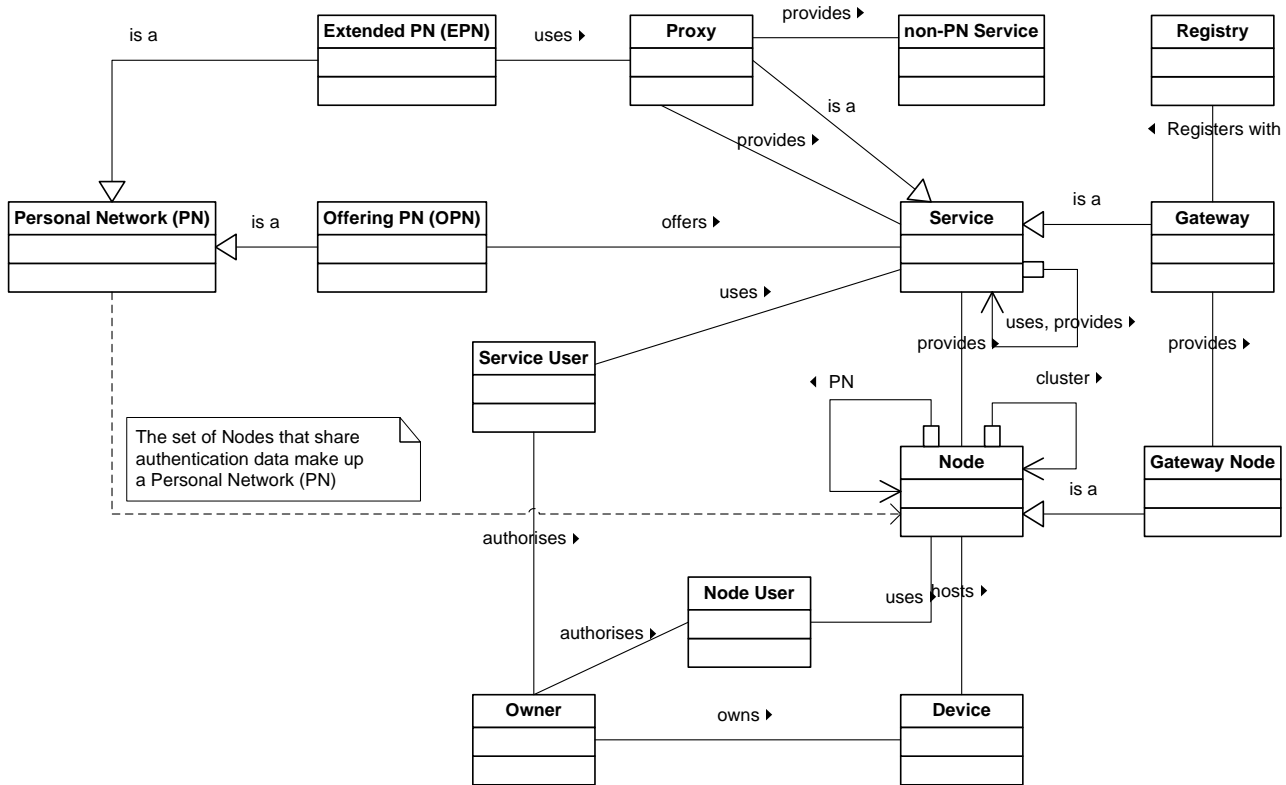 provides ▸
Extended PN (EPN)
Proxy
non-PN Service
Registry
is a
uses ▸
is a
provides ▸
◂ Registers with
Personal Network (PN)
Offering PN (OPN)
Service
Gateway
is a
offers ▸
is a
uses ▸
uses, provides ▸
provides ▸
provides ▸
Service User
◂ PN
cluster ▸
The set of Nodes that share
authentication data make up
a Personal Network (PN)
Node
Gateway Node
is a
authorises ▸
Node User
uses ▸
hosts ▸
authorises ▸
Owner
owns ▸
Device